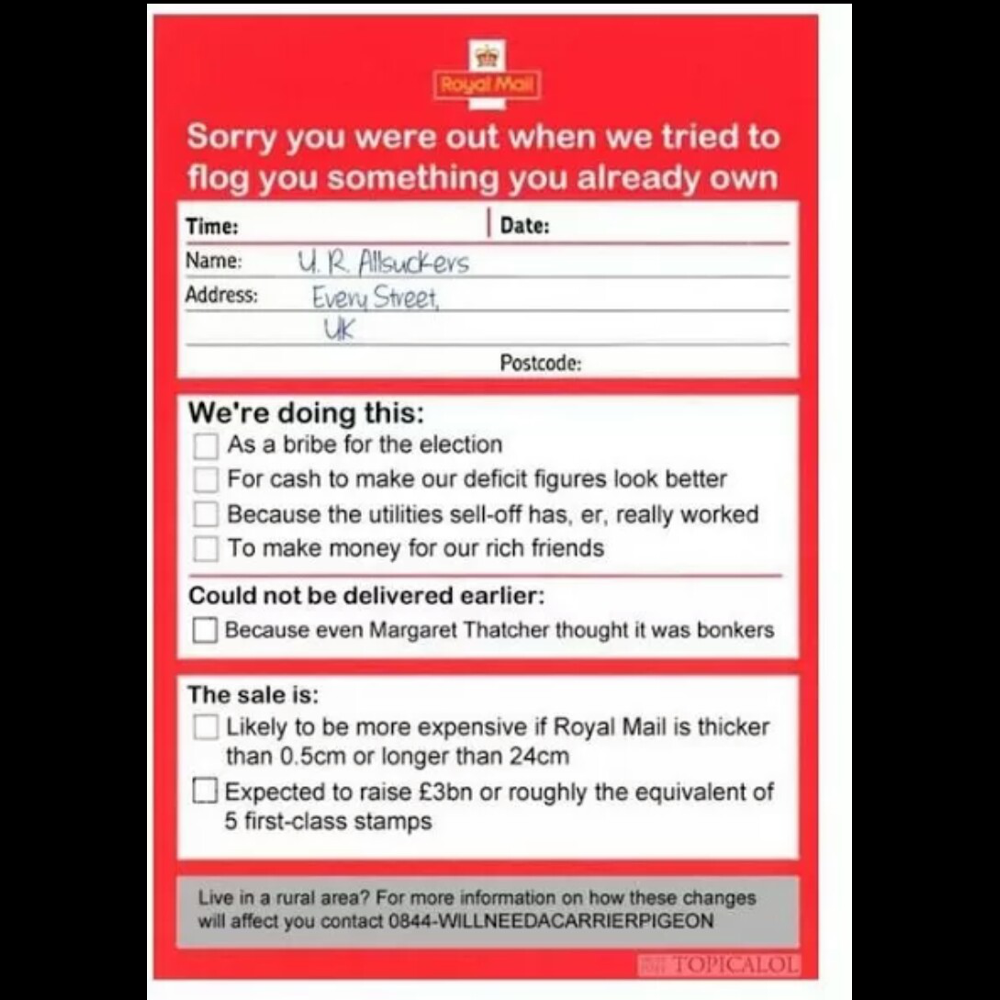 Royal Mail
Sorry you were out when we tried to
flog you something you already own
Time: Date:
Name: U. R. Allsuckers
Address: Every Street,
UK
Postcode:
We're doing this:
As a bribe for the election
For cash to make our deficit figures look better
Because the utilities sell-off has, er, really worked
To make money for our rich friends
Could not be delivered earlier:
Because even Margaret Thatcher thought it was bonkers
The sale is:
Likely to be more expensive if Royal Mail is thicker
than 0.5cm or longer than 24cm
Expected to raise £3bn or roughly the equivalent of
5 first-class stamps
Live in a rural area? For more information on how these changes
will affect you contact 0844-WILLNEEDACARRIERPIGEON
TOPICALOL